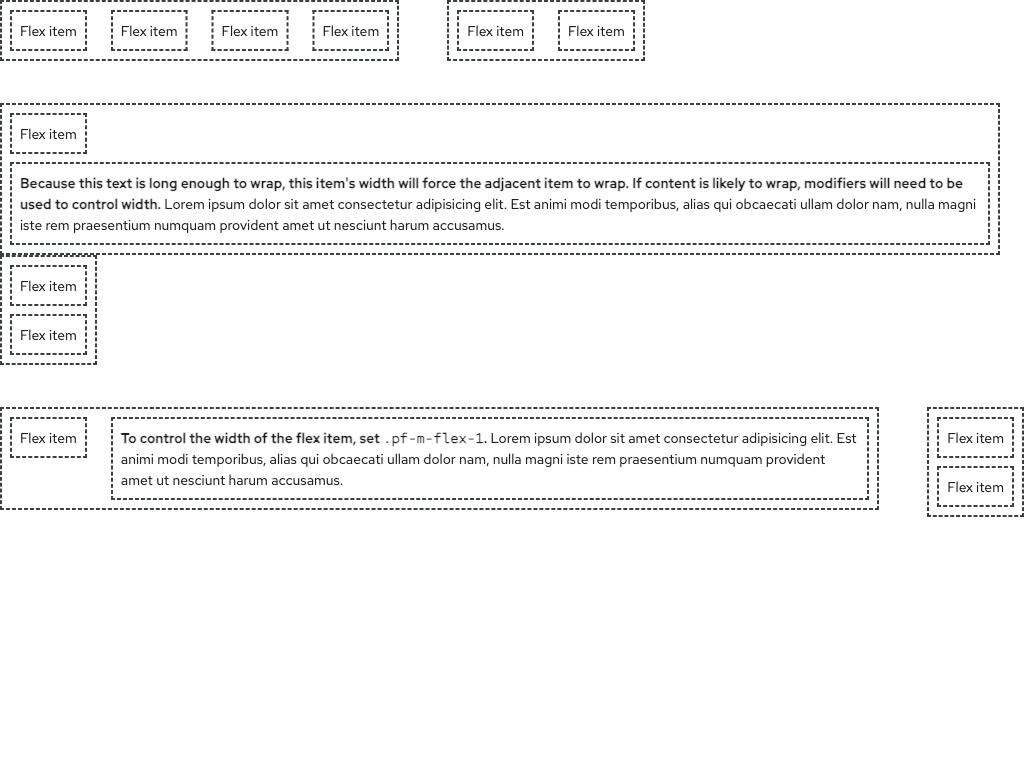 Flex item Flex item Flex item Flex item Flex item Flex item
Flex item
Because this text is long enough to wrap, this item's width will force the adjacent item to wrap. If content is likely to wrap, modifiers will need to be
used to control width. Lorem ipsum dolor sit amet consectetur adipisicing elit. Est animi modi temporibus, alias qui obcaecati ullam dolor nam, nulla magni
iste rem praesentium numquam provident amet ut nesciunt harum accusamus.
Flex item
Flex item
Flex item
To control the width of the flex item, set .pf-m-flex-1. Lorem ipsum dolor sit amet consectetur adipisicing elit. Est
animi modi temporibus, alias qui obcaecati ullam dolor nam, nulla magni iste rem praesentium numquam provident
amet ut nesciunt harum accusamus.
Flex item
Flex item